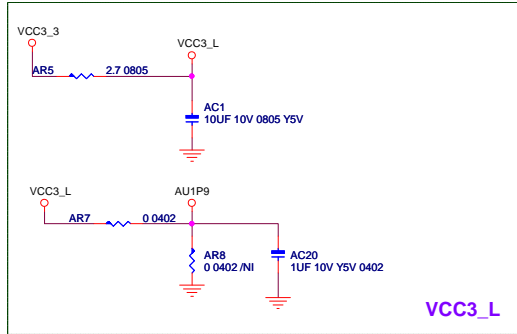 VCC3_3
VCC3_L
AR5 2.7 0805
AC1
10UF 10V 0805 Y5V
VCC3_L
AU1P9
AR7 0 0402
AR8
0 0402 /NI
AC20
1UF 10V Y5V 0402
VCC3_L